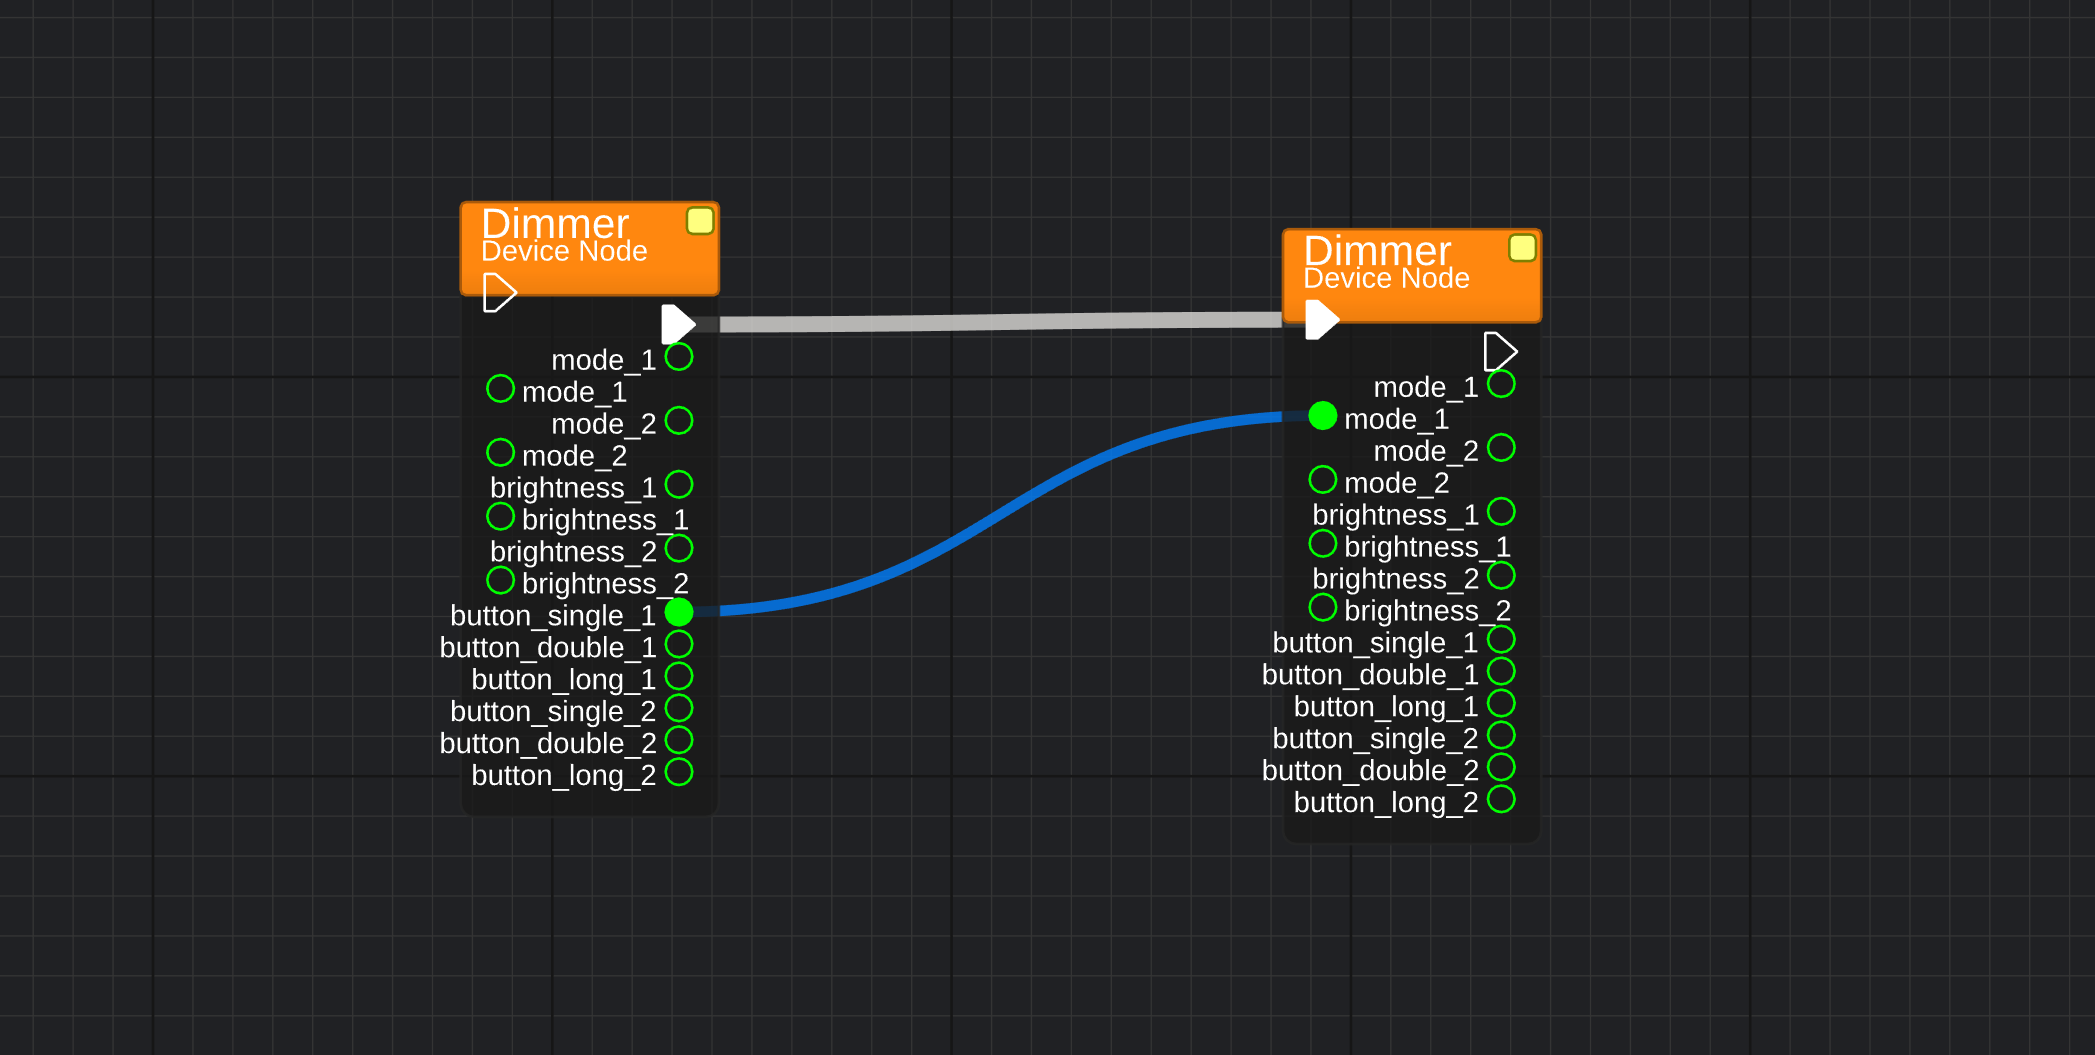 Dimmer
Device Node
mode_1
mode_1
mode_2
mode_2
brightness_1
brightness_1
brightness_2
brightness_2
button_single_1
button_double_1
button_long_1
button_single_2
button_double_2
button_long_2
Dimmer
Device Node
mode_1
mode_1
mode_2
mode_2
brightness_1
brightness_1
brightness_2
brightness_2
button_single_1
button_double_1
button_long_1
button_single_2
button_double_2
button_long_2